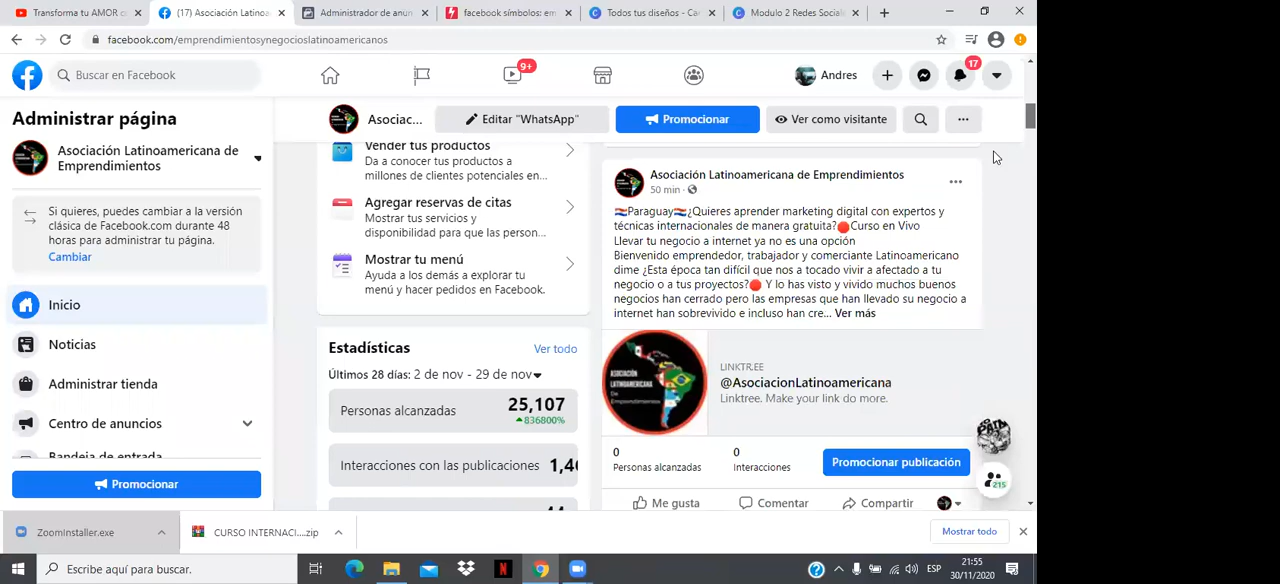 Transforma tu AMOR c
(17) Asociación Latinoa
Administrador de anun
facebook símbolos: em
Todos tus diseños - Ca
Modulo 2 Redes Sociale
facebook.com/emprendimientosynegocioslatinoamericanos
Buscar en Facebook
9+
Andres
17
Administrar página
Asociación Latinoamericana de
Emprendimientos
Si quieres, puedes cambiar a la versión
clásica de Facebook.com durante 48
horas para administrar tu página.
Cambiar
Inicio
Noticias
Administrar tienda
Centro de anuncios
Bandeja de entrada
Promocionar
Asociac...
Editar "WhatsApp"
Promocionar
Ver como visitante
Vender tus productos
Da a conocer tus productos a
millones de clientes potenciales en...
Agregar reservas de citas
Mostrar tus servicios y
disponibilidad para que las person...
Mostrar tu menú
Ayuda a los demás a explorar tu
menú y hacer pedidos en Facebook.
Estadísticas
Ver todo
Últimos 28 días: 2 de nov - 29 de nov
Personas alcanzadas
25,107
836800%
Interacciones con las publicaciones
1,40
Asociación Latinoamericana de Emprendimientos
50 min ·
🇵🇾Paraguay🇵🇾¿Quieres aprender marketing digital con expertos y
técnicas internacionales de manera gratuita?🔴Curso en Vivo
Llevar tu negocio a internet ya no es una opción
Bienvenido emprendedor, trabajador y comerciante Latinoamericano
dime ¿Esta época tan difícil que nos a tocado vivir a afectado a tu
negocio o a tus proyectos?🔴 Y lo has visto y vivido muchos buenos
negocios han cerrado pero las empresas que han llevado su negocio a
internet han sobrevivido e incluso han cre... Ver más
ASOCIACIÓN
LATINOAMERICANA
De
Emprendimientos
LINKTR.EE
@AsociacionLatinoamericana
Linktree. Make your link do more.
0
Personas alcanzadas
0
Interacciones
Promocionar publicación
215
Me gusta
Comentar
Compartir
ZoomInstaller.exe
CURSO INTERNACI....zip
Mostrar todo
Escribe aquí para buscar.
ESP
21:55
30/11/2020